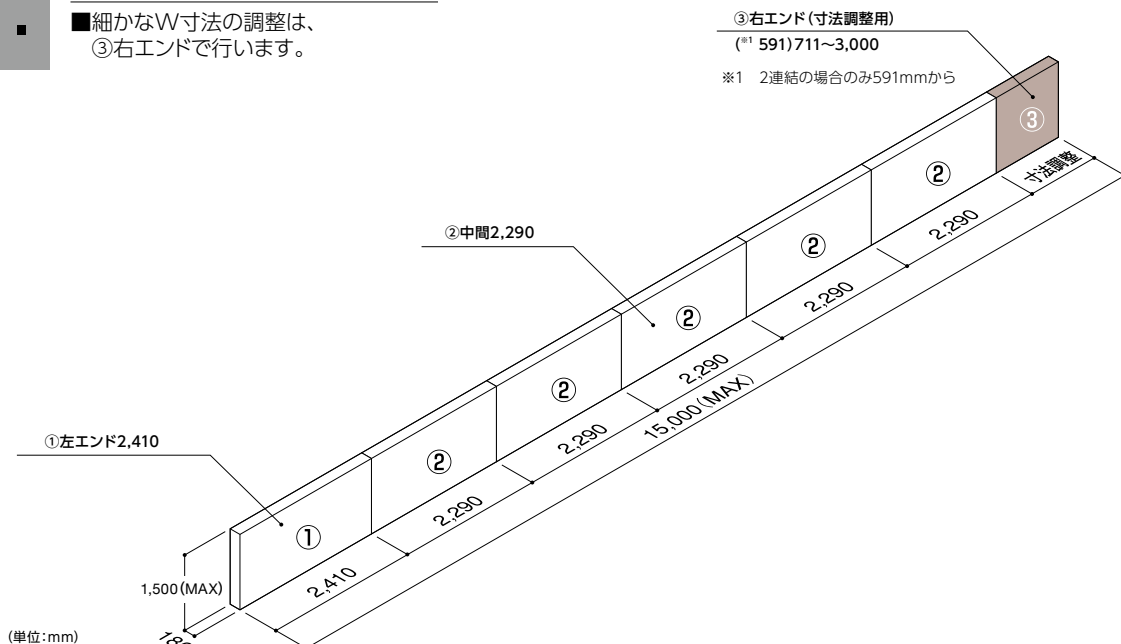 ■細かなW寸法の調整は、
③右エンドで行います。
③右エンド(寸法調整用)
(※1 591)711〜3,000
※1 2連結の場合のみ591mmから
③
寸法調整
②
2,290
②中間2,290
②
2,290
②
2,290
15,000(MAX)
②
2,290
①左エンド2,410
②
2,290
①
2,410
1,500(MAX)
(単位:mm)